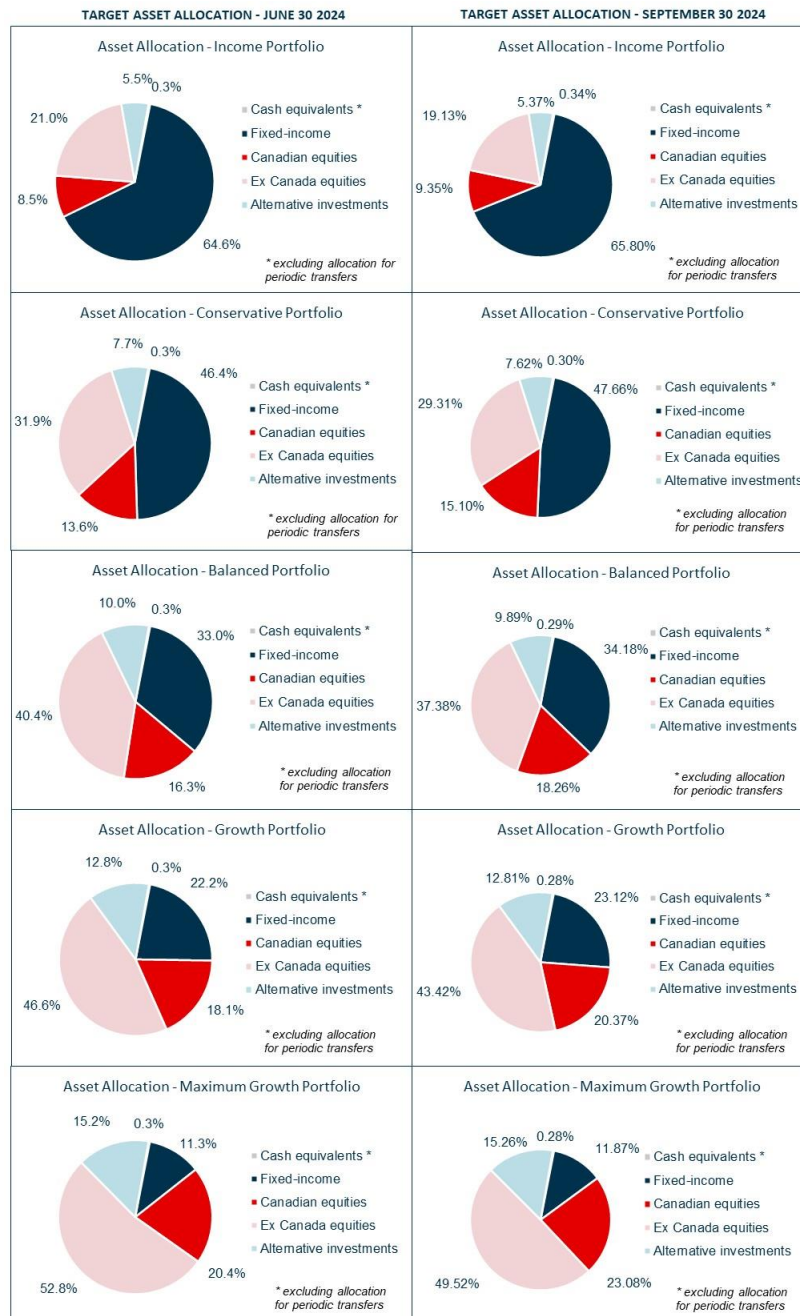 TARGET ASSET ALLOCATION - JUNE 30 2024
TARGET ASSET ALLOCATION - SEPTEMBER 30 2024
Asset Allocation - Income Portfolio
5.5%
0.3%
21.0%
8.5%
64.6%
Cash equivalents *
Fixed-income
Canadian equities
Ex Canada equities
Alternative investments
* excluding allocation for
periodic transfers
Asset Allocation - Income Portfolio
5.37%
0.34%
19.13%
9.35%
65.80%
Cash equivalents *
Fixed-income
Canadian equities
Ex Canada equities
Alternative investments
* excluding allocation
for periodic transfers
Asset Allocation - Conservative Portfolio
7.7%
0.3%
46.4%
31.9%
13.6%
Cash equivalents *
Fixed-income
Canadian equities
Ex Canada equities
Alternative investments
* excluding allocation for
periodic transfers
Asset Allocation - Conservative Portfolio
7.62%
0.30%
47.66%
29.31%
15.10%
Cash equivalents *
Fixed-income
Canadian equities
Ex Canada equities
Alternative investments
* excluding allocation
for periodic transfers
Asset Allocation - Balanced Portfolio
10.0%
0.3%
33.0%
40.4%
16.3%
Cash equivalents *
Fixed-income
Canadian equities
Ex Canada equities
Alternative investments
* excluding allocation
for periodic transfers
Asset Allocation - Balanced Portfolio
9.89%
0.29%
34.18%
37.38%
18.26%
Cash equivalents *
Fixed-income
Canadian equities
Ex Canada equities
Alternative investments
* excluding allocation
for periodic transfers
Asset Allocation - Growth Portfolio
12.8%
0.3%
22.2%
46.6%
18.1%
Cash equivalents *
Fixed-income
Canadian equities
Ex Canada equities
Alternative investments
* excluding allocation
for periodic transfers
Asset Allocation - Growth Portfolio
12.81%
0.28%
23.12%
43.42%
20.37%
Cash equivalents *
Fixed-income
Canadian equities
Ex Canada equities
Alternative investments
* excluding allocation
for periodic transfers
Asset Allocation - Maximum Growth Portfolio
15.2%
0.3%
11.3%
52.8%
20.4%
Cash equivalents *
Fixed-income
Canadian equities
Ex Canada equities
Alternative investments
* excluding allocation
for periodic transfers
Asset Allocation - Maximum Growth Portfolio
15.26%
0.28%
11.87%
49.52%
23.08%
Cash equivalents *
Fixed-income
Canadian equities
Ex Canada equities
Alternative investments
* excluding allocation
for periodic transfers